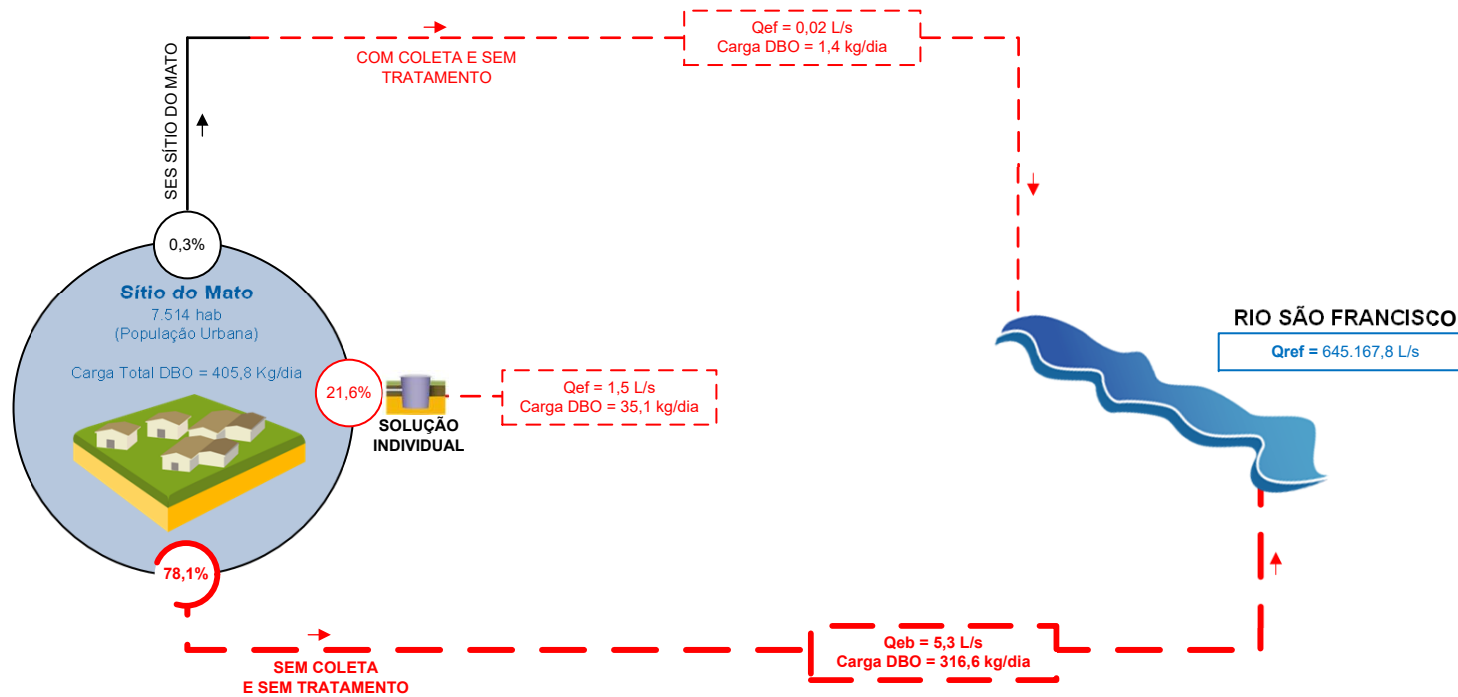 Qef = 0,02 L/s
Carga DBO = 1,4 kg/dia
COM COLETA E SEM
TRATAMENTO
SES SÍTIO DO MATO
0,3%
Sítio do Mato
7.514 hab
(População Urbana)
Carga Total DBO = 405,8 Kg/dia
21,6%
SOLUÇÃO
INDIVIDUAL
Qef = 1,5 L/s
Carga DBO = 35,1 kg/dia
RIO SÃO FRANCISCO
Qref = 645.167,8 L/s
78,1%
SEM COLETA
E SEM TRATAMENTO
Qeb = 5,3 L/s
Carga DBO = 316,6 kg/dia